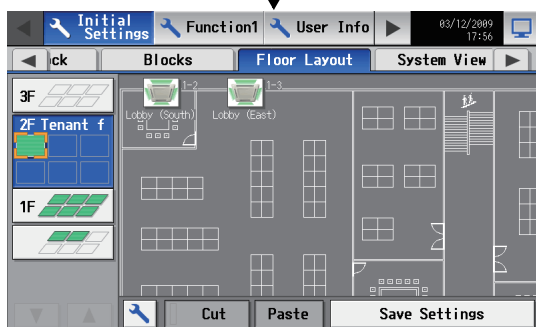 Initial
Settings
Function1
User Info
03/12/2009
17:56
ock
Blocks
Floor Layout
System View
3F
2F Tenant f
1F
1-2
1-3
Lobby (South)
Lobby (East)
Cut
Paste
Save Settings